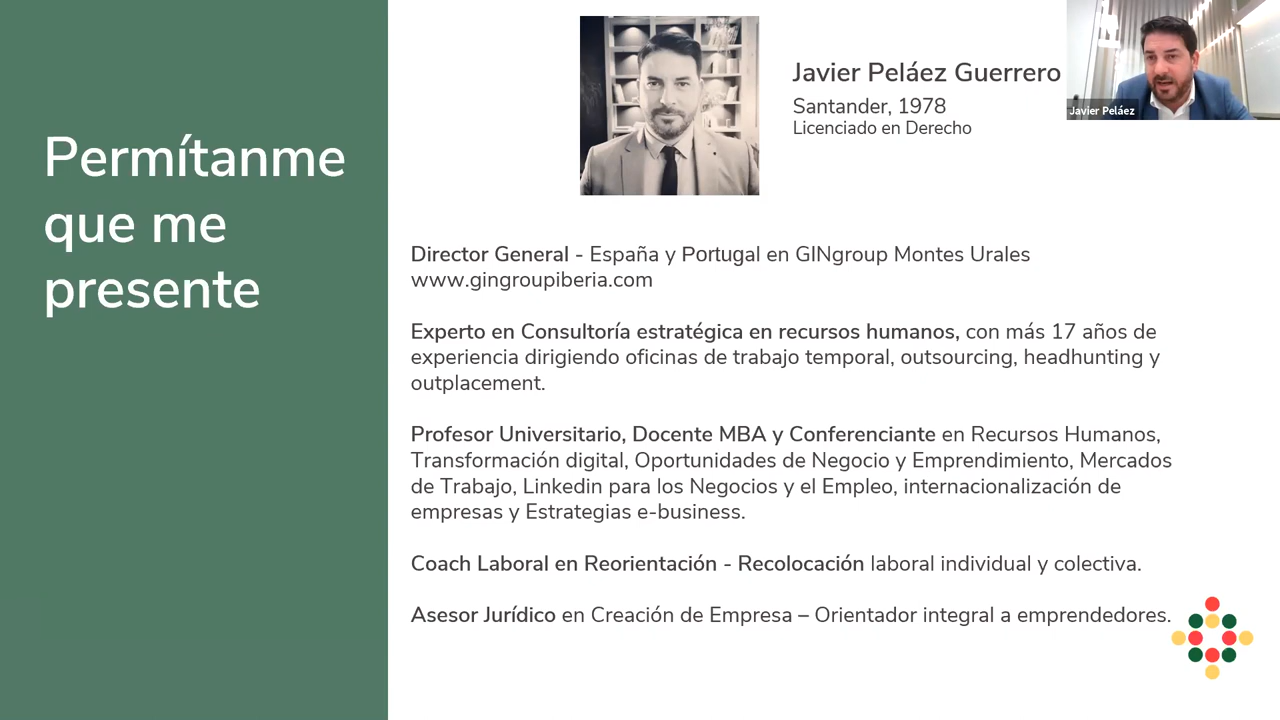 Permítanme
que me
presente
Javier Peláez Guerrero
Santander, 1978
Licenciado en Derecho
Javier Peláez
Director General - España y Portugal en GINgroup Montes Urales
www.gingroupiberia.com
Experto en Consultoría estratégica en recursos humanos, con más 17 años de
experiencia dirigiendo oficinas de trabajo temporal, outsourcing, headhunting y
outplacement.
Profesor Universitario, Docente MBA y Conferenciante en Recursos Humanos,
Transformación digital, Oportunidades de Negocio y Emprendimiento, Mercados
de Trabajo, Linkedin para los Negocios y el Empleo, internacionalización de
empresas y Estrategias e-business.
Coach Laboral en Reorientación - Recolocación laboral individual y colectiva.
Asesor Jurídico en Creación de Empresa – Orientador integral a emprendedores.